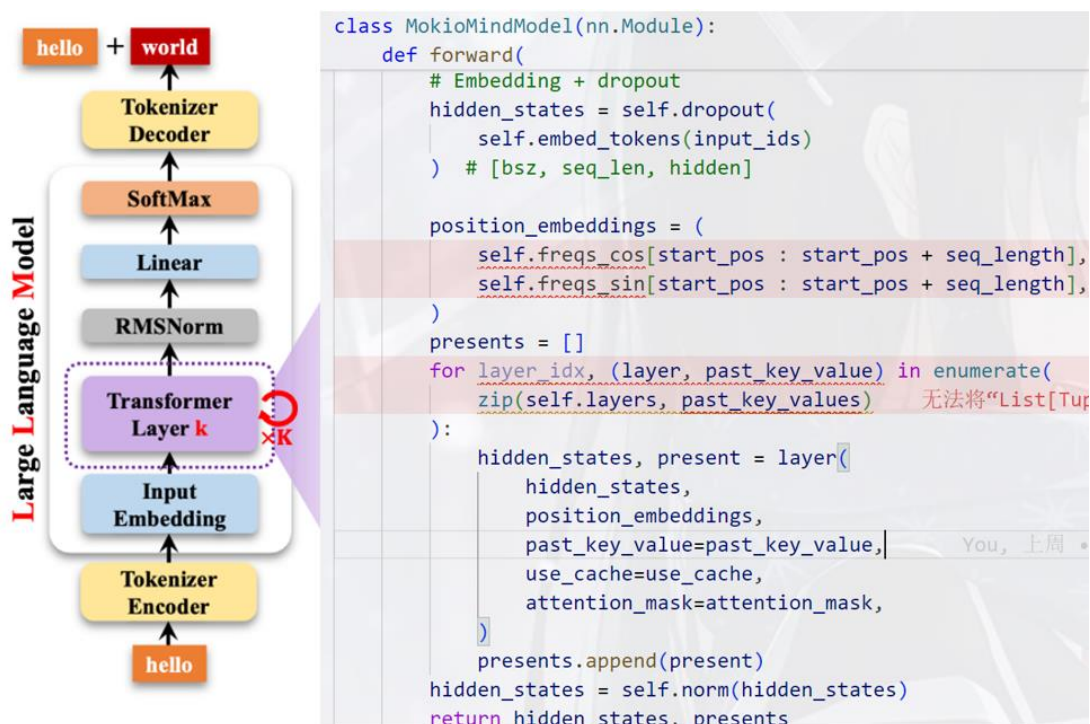 hello + world
Tokenizer
Decoder
SoftMax
Linear
RMSNorm
Transformer
Layer k
×K
Input
Embedding
Tokenizer
Encoder
hello
Large Language Model
class MokioMindModel(nn.Module):
    def forward(
        # Embedding + dropout
        hidden_states = self.dropout(
            self.embed_tokens(input_ids)
        )  # [bsz, seq_len, hidden]
        position_embeddings = (
            self.freqs_cos[start_pos : start_pos + seq_length],
            self.freqs_sin[start_pos : start_pos + seq_length],
        )
        presents = []
        for layer_idx, (layer, past_key_value) in enumerate(
            zip(self.layers, past_key_values)    无法将“List[Tup
        ):
            hidden_states, present = layer(
                hidden_states,
                position_embeddings,
                past_key_value=past_key_value,    You, 上周 •
                use_cache=use_cache,
                attention_mask=attention_mask,
            )
            presents.append(present)
        hidden_states = self.norm(hidden_states)
        return hidden_states, presents